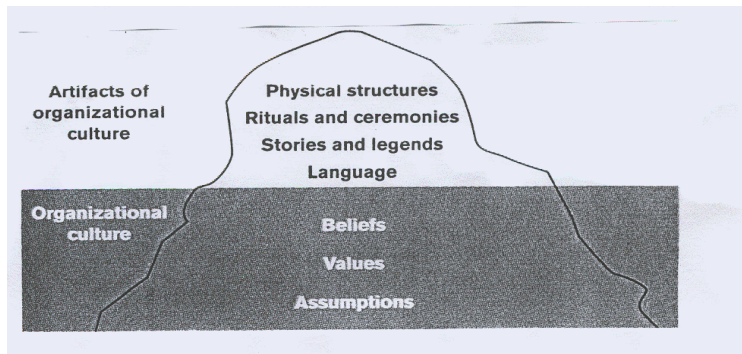 Artifacts of
organizational
culture
Physical structures
Rituals and ceremonies
Stories and legends
Language
Organizational
culture
Beliefs
Values
Assumptions